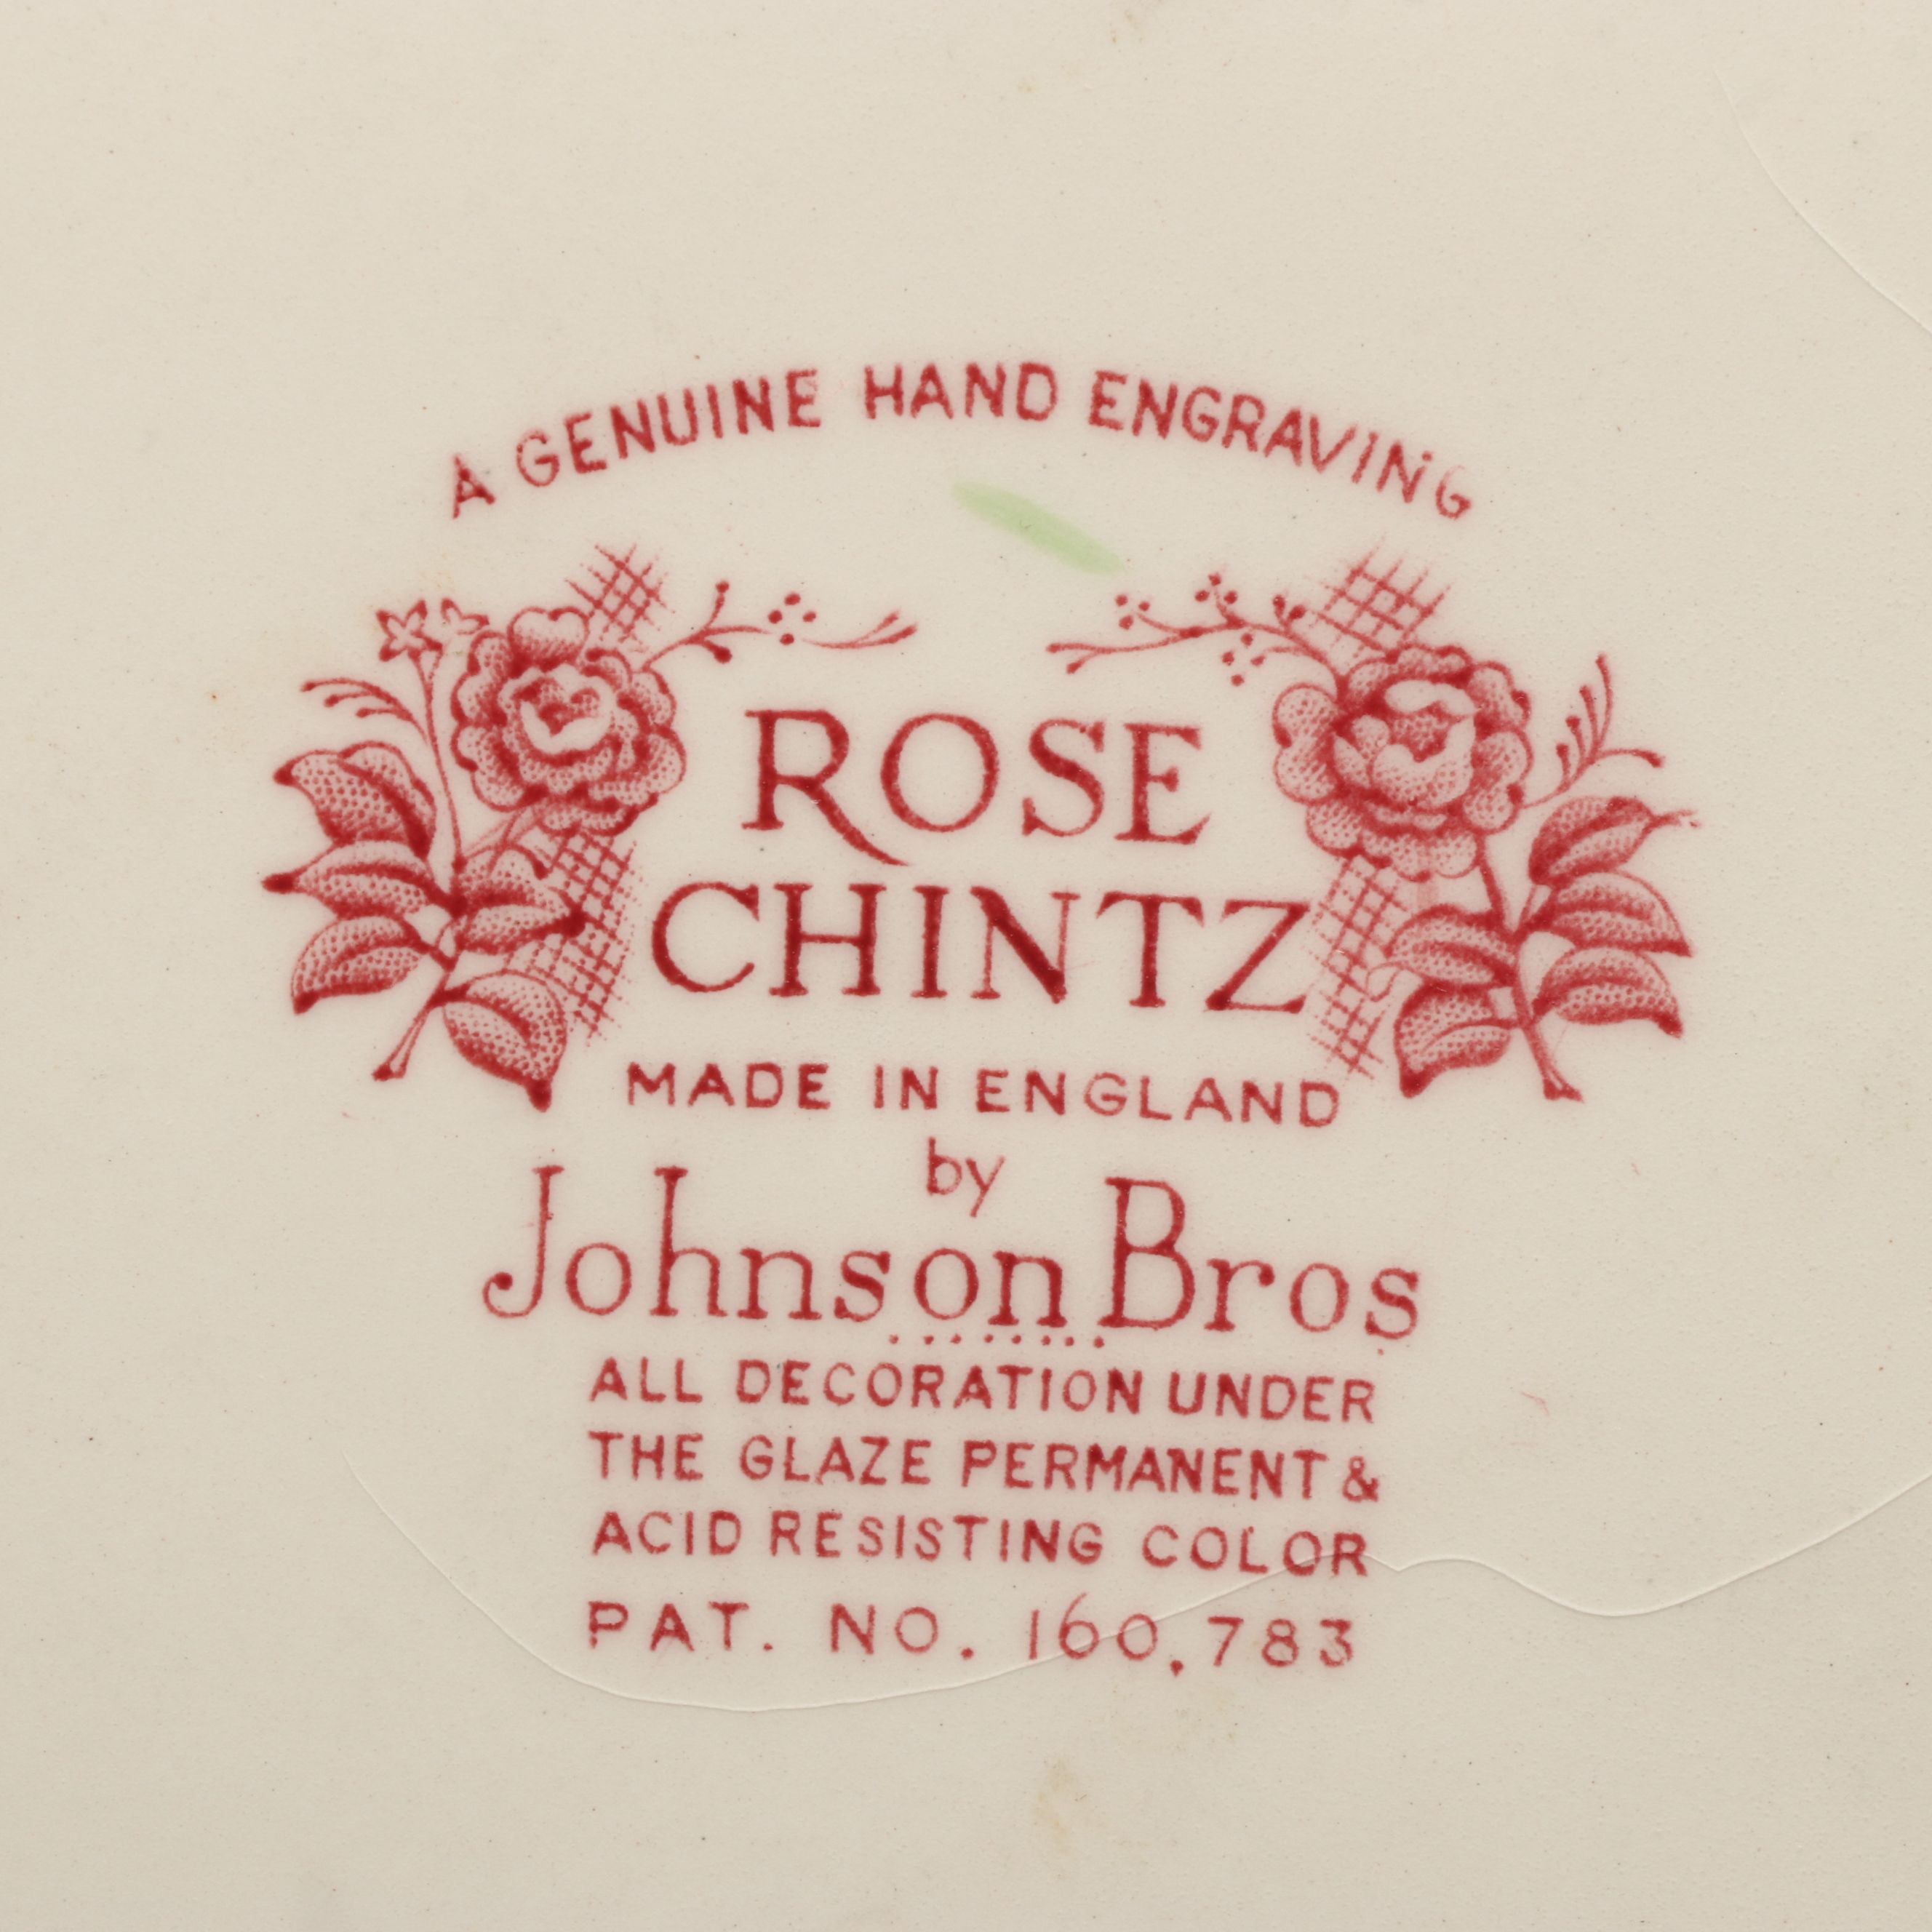 A GENUINE HAND ENGRAVING
ROSE
CHINTZ
MADE IN ENGLAND
by
Johnson Bros
ALL DECORATION UNDER
THE GLAZE PERMANENT &
ACID RESISTING COLOR
PAT. NO. 160,783